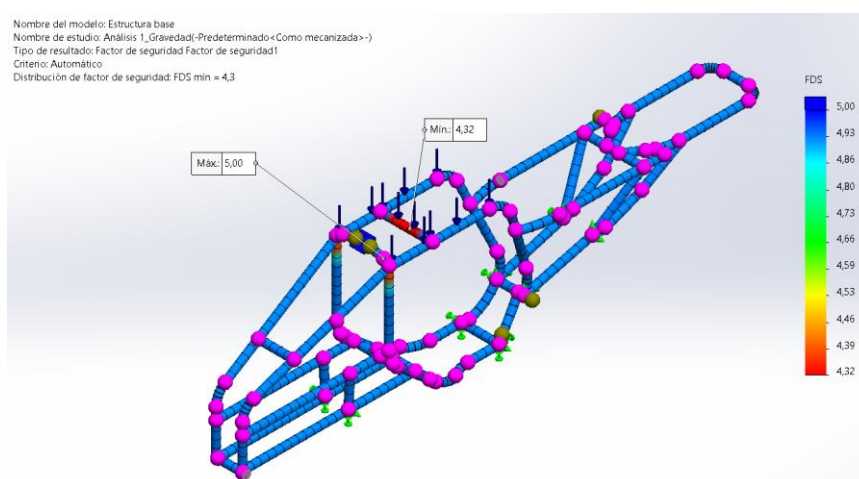 Nombre del modelo: Estructura base
Nombre de estudio: Análisis 1_Gravedad(-Predeterminado<Como mecanizada>-)
Tipo de resultado: Factor de seguridad Factor de seguridad1
Criterio: Automático
Distribución de factor de seguridad: FDS mín = 4,3
FDS
5,00
4,93
4,86
4,80
4,73
4,66
4,59
4,53
4,46
4,39
4,32
Mín.: 4,32
Máx.: 5,00